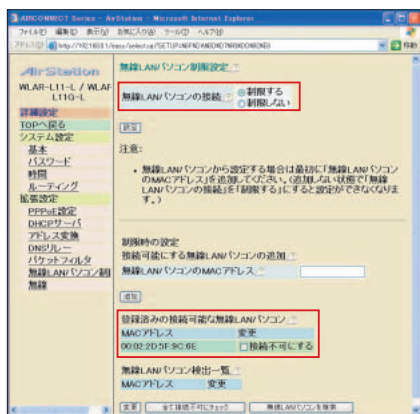 AIRCONNECT Series - AirStation - Microsoft Internet Explorer
ファイル(F) 編集(E) 表示(V) お気に入り(A) ツール(T) ヘルプ(H)
移動
AirStation
WLAR-L11-L / WLAR-L11G-L
詳細設定
TOPへ戻る
システム設定
基本
パスワード
時間
ルーティング
拡張設定
PPPoE設定
DHCPサーバ
アドレス変換
DNSリレー
パケットフィルタ
無線LANパソコン制
無線
無線LANパソコン制限設定
無線LANパソコンの接続
制限する
制限しない
設定
注意:
・無線LANパソコンから設定する場合は最初に「無線LANパソコン
のMACアドレス」を追加してください。(追加しない状態で「無線
LANパソコンの接続」を「制限する」にすると設定ができなくなりま
す。)
制限時の設定
接続可能にする無線LANパソコンの追加
無線LANパソコンのMACアドレス
追加
登録済みの接続可能な無線LANパソコン
MACアドレス 変更
00:02:2D:5F:9C:6E 接続不可にする
無線LANパソコン検出一覧
MACアドレス 変更
変更 全て接続不可にチェック 無線LANパソコンを検索